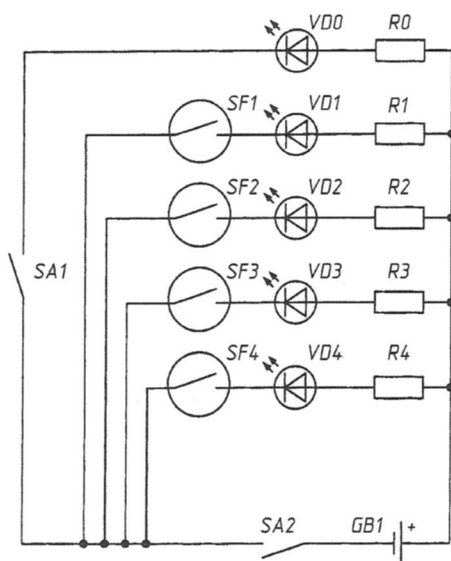 VD0 R0
SF1 VD1 R1
SF2 VD2 R2
SA1
SF3 VD3 R3
SF4 VD4 R4
SA2 GB1 +